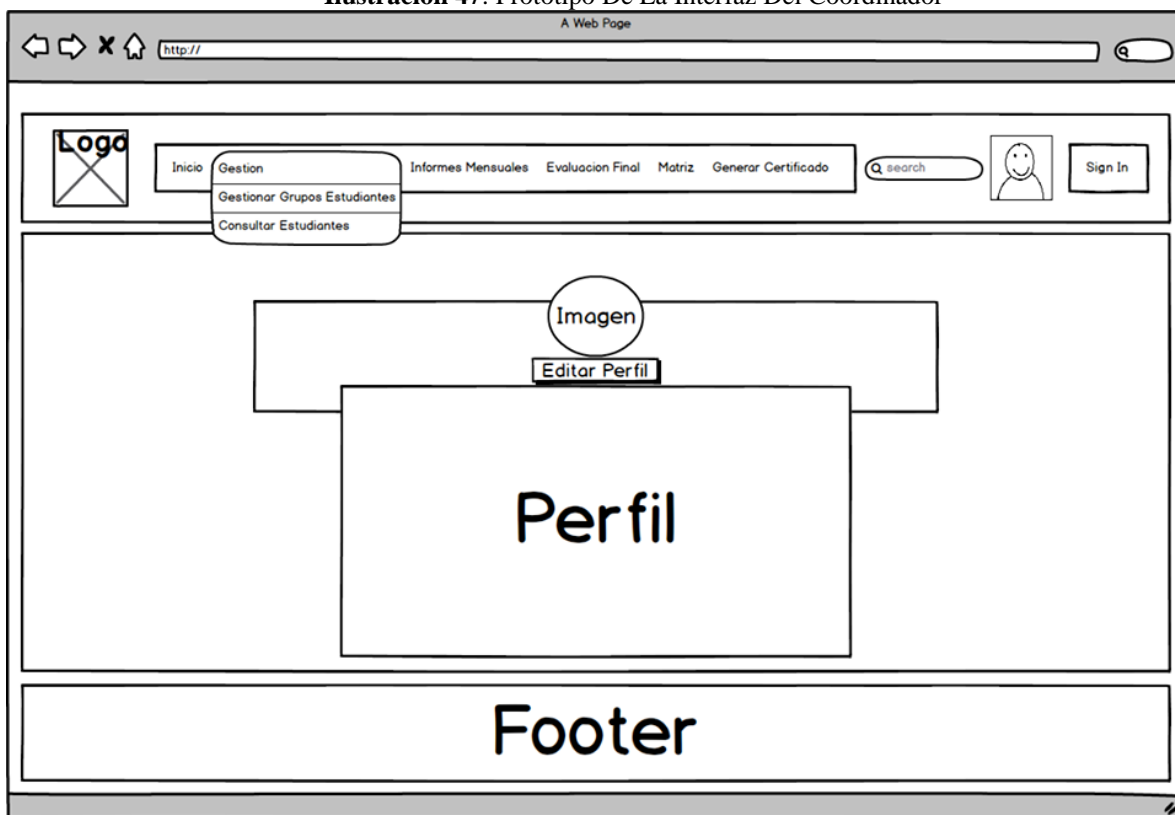 Ilustración 47. Prototipo De La Interfaz Del Coordinador
A Web Page
http://
Logo
Inicio
Gestion
Informes Mensuales
Evaluacion Final
Matriz
Generar Certificado
search
Sign In
Gestionar Grupos Estudiantes
Consultar Estudiantes
Imagen
Editar Perfil
Perfil
Footer